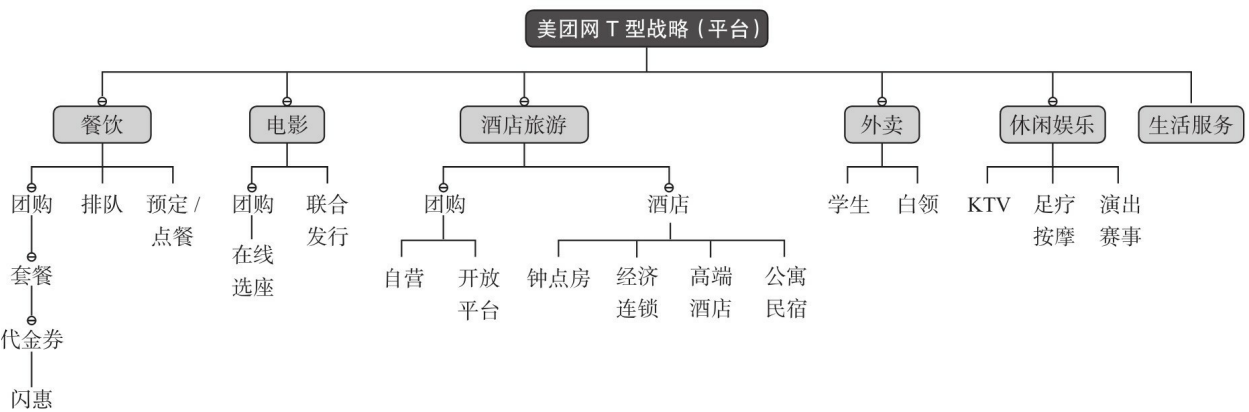 美团网 T 型战略（平台）
餐饮
电影
酒店旅游
外卖
休闲娱乐
生活服务
团购
排队
预定 /
点餐
团购
联合
发行
团购
酒店
学生
白领
KTV
足疗
按摩
演出
赛事
套餐
在线
选座
自营
开放
平台
钟点房
经济
连锁
高端
酒店
公寓
民宿
代金券
闪惠